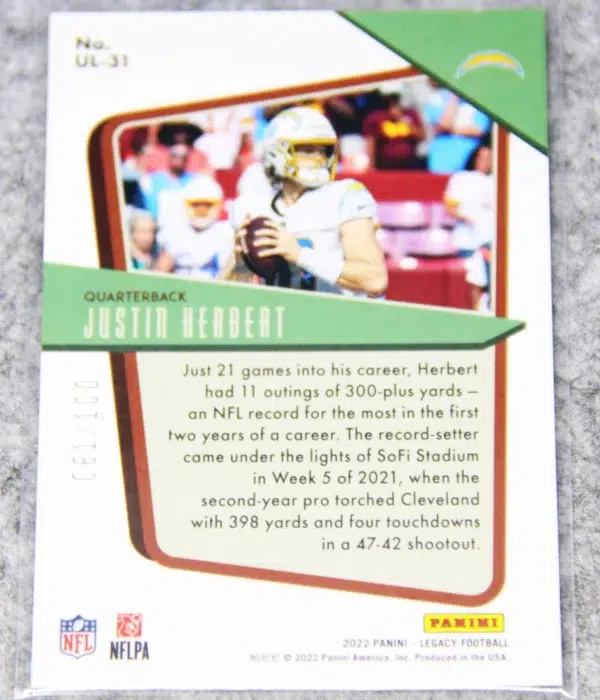 No.
UL-31
QUARTERBACK
JUSTIN HERBERT
081/100
Just 21 games into his career, Herbert
had 11 outings of 300-plus yards –
an NFL record for the most in the first
two years of a career. The record-setter
came under the lights of SoFi Stadium
in Week 5 of 2021, when the
second-year pro torched Cleveland
with 398 yards and four touchdowns
in a 47-42 shootout.
NFL
NFLPA
PANINI
2022 PANINI - LEGACY FOOTBALL
© 2022 Panini America, Inc. Produced in the USA.